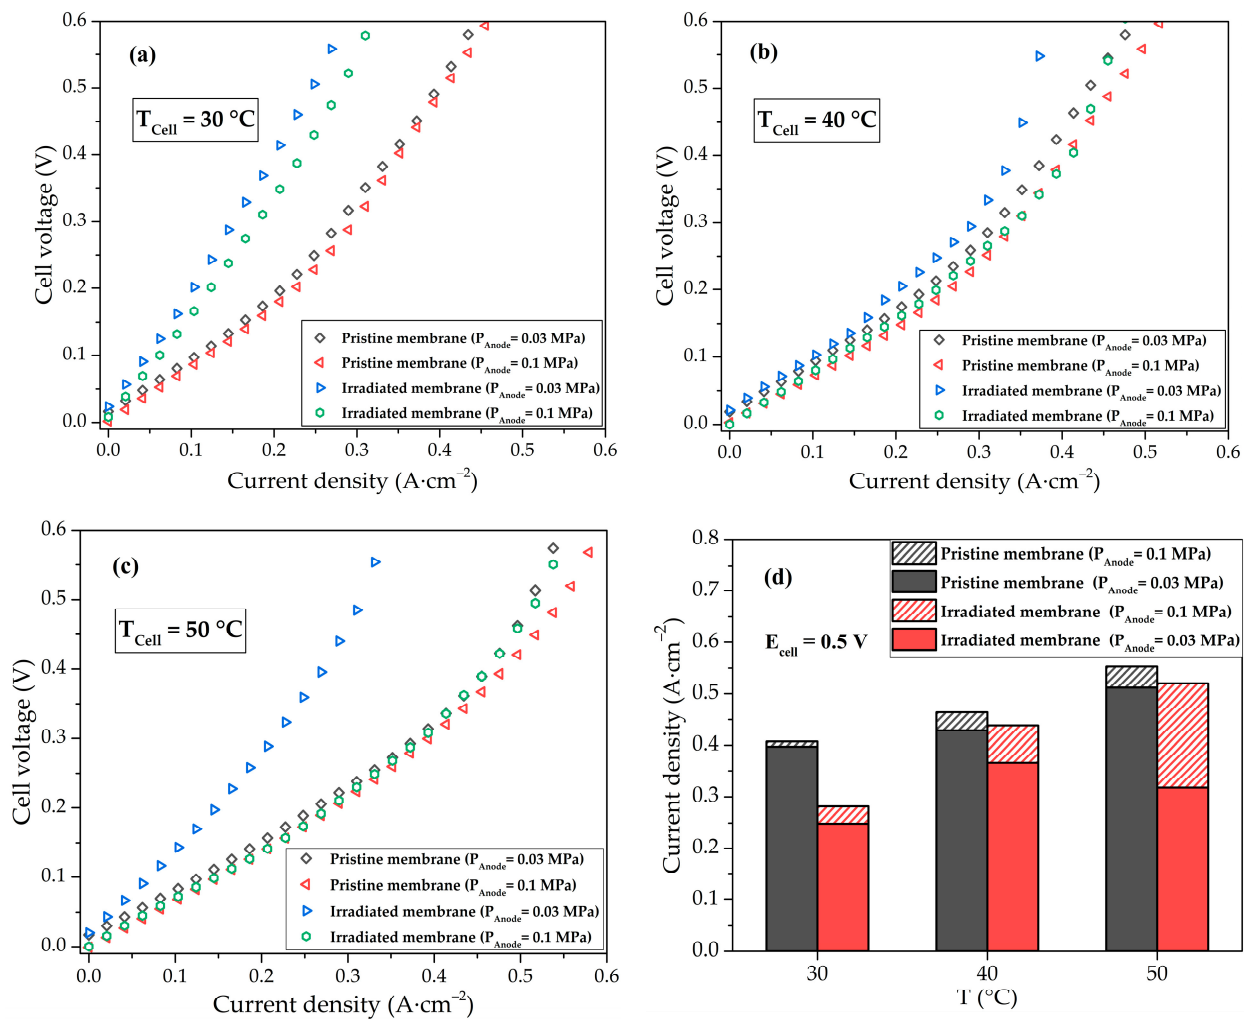 (a)
T_Cell = 30 °C
Cell voltage (V)
0.6
0.5
0.4
0.3
0.2
0.1
0.0
Pristine membrane (P_Anode= 0.03 MPa)
Pristine membrane (P_Anode= 0.1 MPa)
Irradiated membrane (P_Anode= 0.03 MPa)
Irradiated membrane (P_Anode= 0.1 MPa)
0.0 0.1 0.2 0.3 0.4 0.5 0.6
Current density (A·cm⁻²)
(b)
T_Cell = 40 °C
Cell voltage (V)
0.6
0.5
0.4
0.3
0.2
0.1
0.0
Pristine membrane (P_Anode= 0.03 MPa)
Pristine membrane (P_Anode= 0.1 MPa)
Irradiated membrane (P_Anode= 0.03 MPa)
Irradiated membrane (P_Anode= 0.1 MPa)
0.0 0.1 0.2 0.3 0.4 0.5 0.6
Current density (A·cm⁻²)
(c)
T_Cell = 50 °C
Cell voltage (V)
0.6
0.5
0.4
0.3
0.2
0.1
0.0
Pristine membrane (P_Anode= 0.03 MPa)
Pristine membrane (P_Anode= 0.1 MPa)
Irradiated membrane (P_Anode= 0.03 MPa)
Irradiated membrane (P_Anode= 0.1 MPa)
0.0 0.1 0.2 0.3 0.4 0.5 0.6
Current density (A·cm⁻²)
(d)
E_cell = 0.5 V
Current density (A·cm⁻²)
0.8
0.7
0.6
0.5
0.4
0.3
0.2
0.1
0.0
Pristine membrane (P_Anode= 0.1 MPa)
Pristine membrane (P_Anode= 0.03 MPa)
Irradiated membrane (P_Anode= 0.1 MPa)
Irradiated membrane (P_Anode= 0.03 MPa)
30 40 50
T (°C)